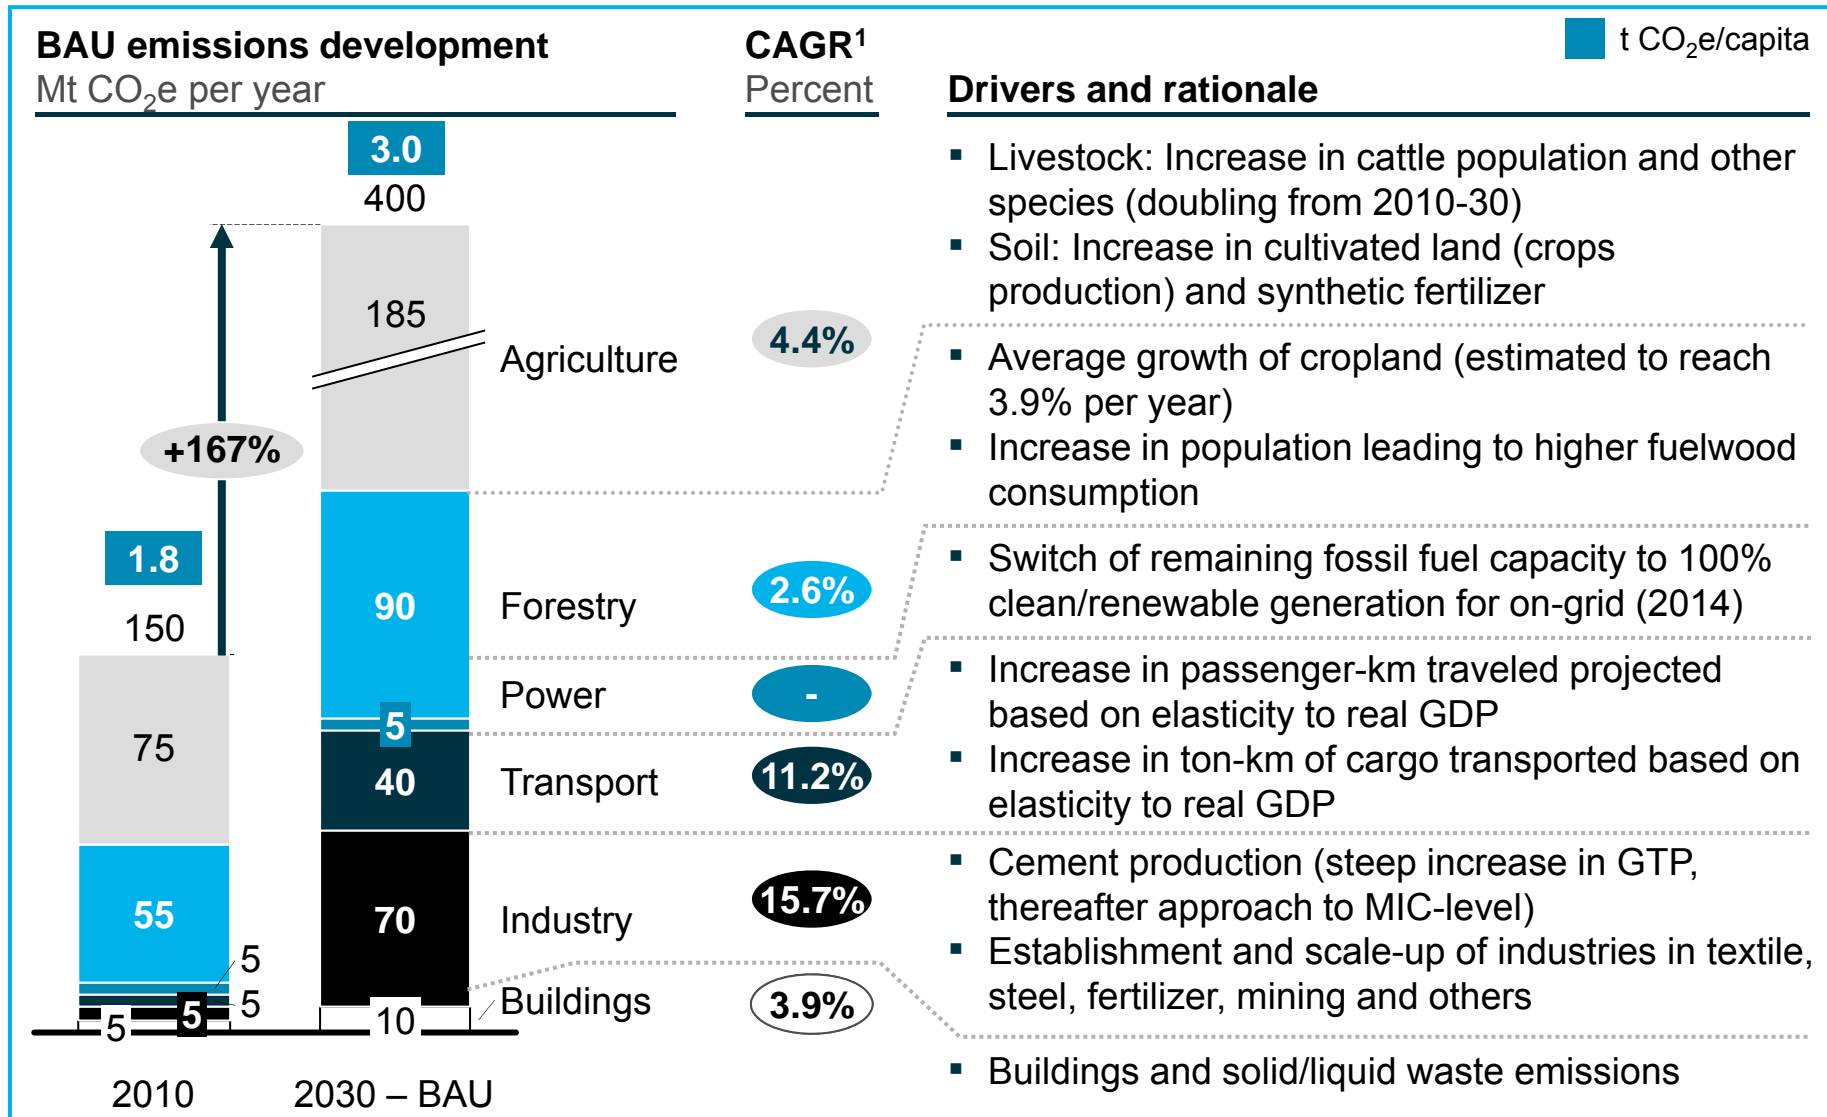 BAU emissions development
Mt CO₂e per year
CAGR¹
Percent
t CO₂e/capita
Drivers and rationale
3.0
400
185
Agriculture
4.4%
+167%
1.8
150
90
Forestry
2.6%
Power
-
5
75
40
Transport
11.2%
55
70
Industry
15.7%
5
5
5
5
10
Buildings
3.9%
2010
2030 – BAU
▪ Livestock: Increase in cattle population and other
species (doubling from 2010-30)
▪ Soil: Increase in cultivated land (crops
production) and synthetic fertilizer
▪ Average growth of cropland (estimated to reach
3.9% per year)
▪ Increase in population leading to higher fuelwood
consumption
▪ Switch of remaining fossil fuel capacity to 100%
clean/renewable generation for on-grid (2014)
▪ Increase in passenger-km traveled projected
based on elasticity to real GDP
▪ Increase in ton-km of cargo transported based on
elasticity to real GDP
▪ Cement production (steep increase in GTP,
thereafter approach to MIC-level)
▪ Establishment and scale-up of industries in textile,
steel, fertilizer, mining and others
▪ Buildings and solid/liquid waste emissions